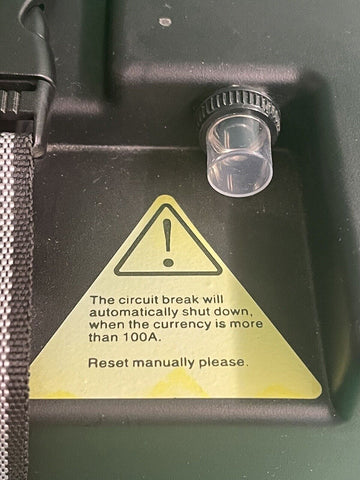 !
The circuit break will
automatically shut down,
when the currency is more
than 100A.
Reset manually please.